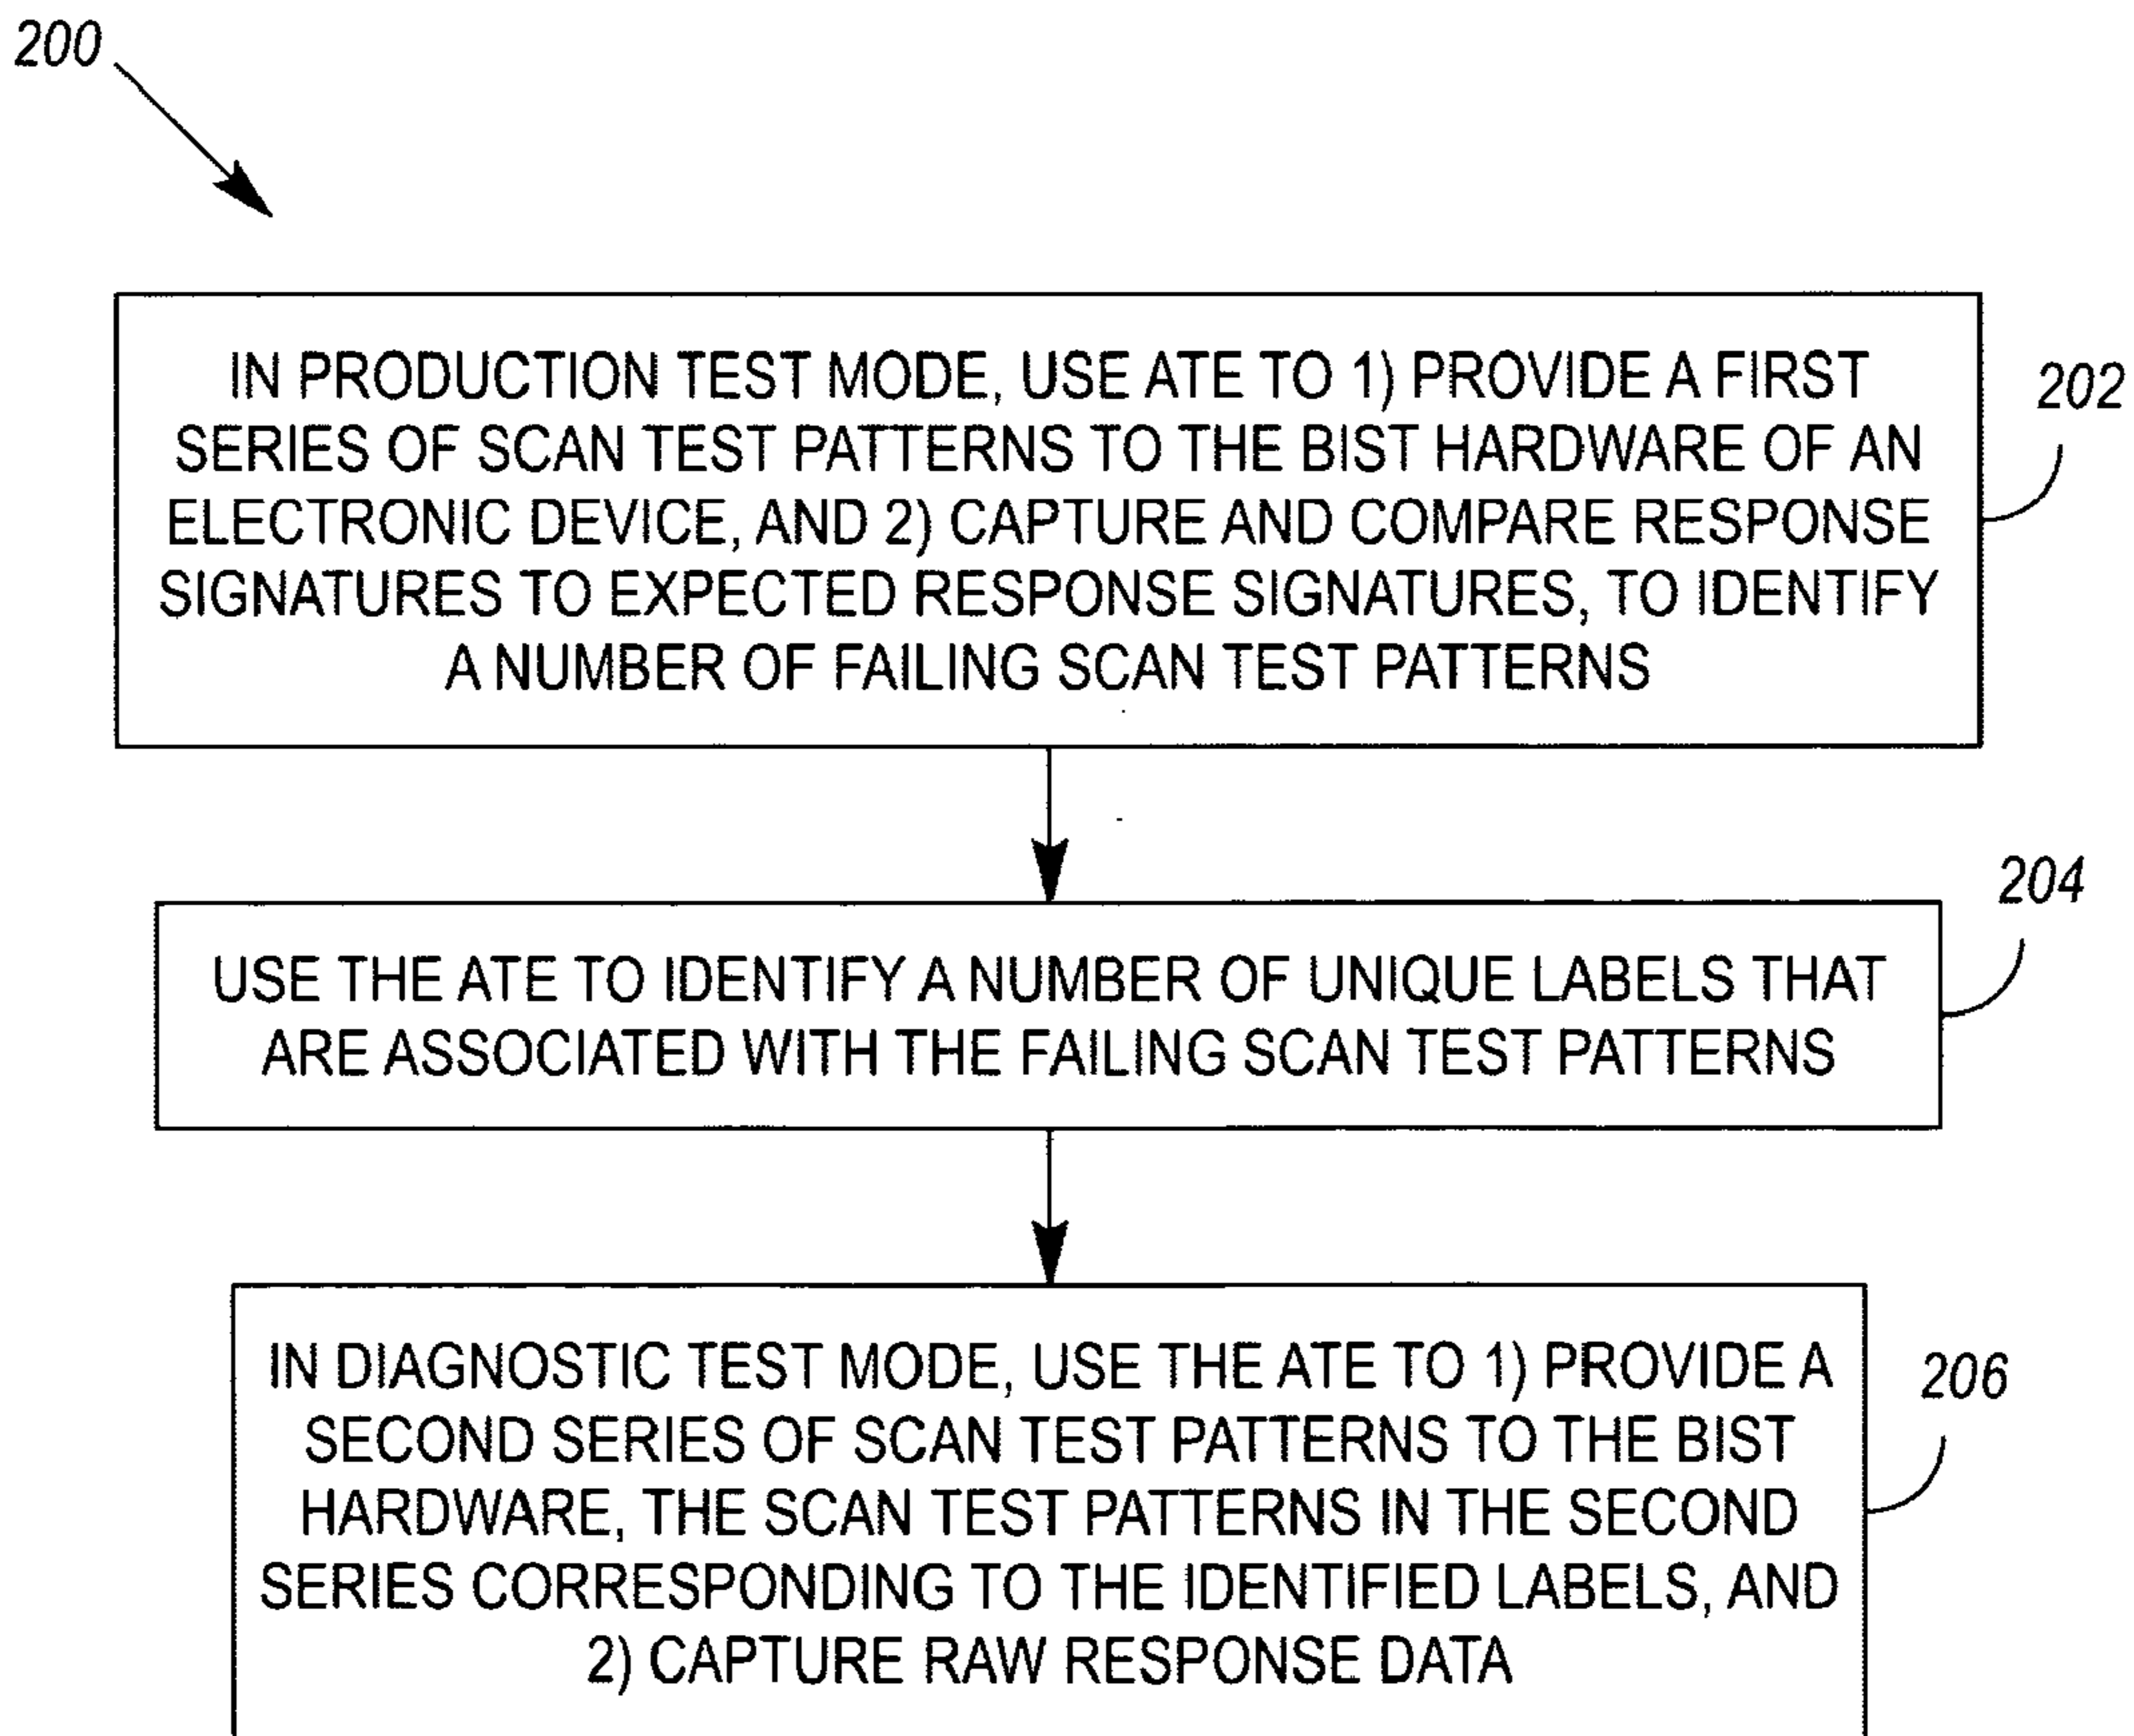 200
IN PRODUCTION TEST MODE, USE ATE TO 1) PROVIDE A FIRST
SERIES OF SCAN TEST PATTERNS TO THE BIST HARDWARE OF AN
ELECTRONIC DEVICE, AND 2) CAPTURE AND COMPARE RESPONSE
SIGNATURES TO EXPECTED RESPONSE SIGNATURES, TO IDENTIFY
A NUMBER OF FAILING SCAN TEST PATTERNS
202
USE THE ATE TO IDENTIFY A NUMBER OF UNIQUE LABELS THAT
ARE ASSOCIATED WITH THE FAILING SCAN TEST PATTERNS
204
IN DIAGNOSTIC TEST MODE, USE THE ATE TO 1) PROVIDE A
SECOND SERIES OF SCAN TEST PATTERNS TO THE BIST
HARDWARE, THE SCAN TEST PATTERNS IN THE SECOND
SERIES CORRESPONDING TO THE IDENTIFIED LABELS, AND
2) CAPTURE RAW RESPONSE DATA
206